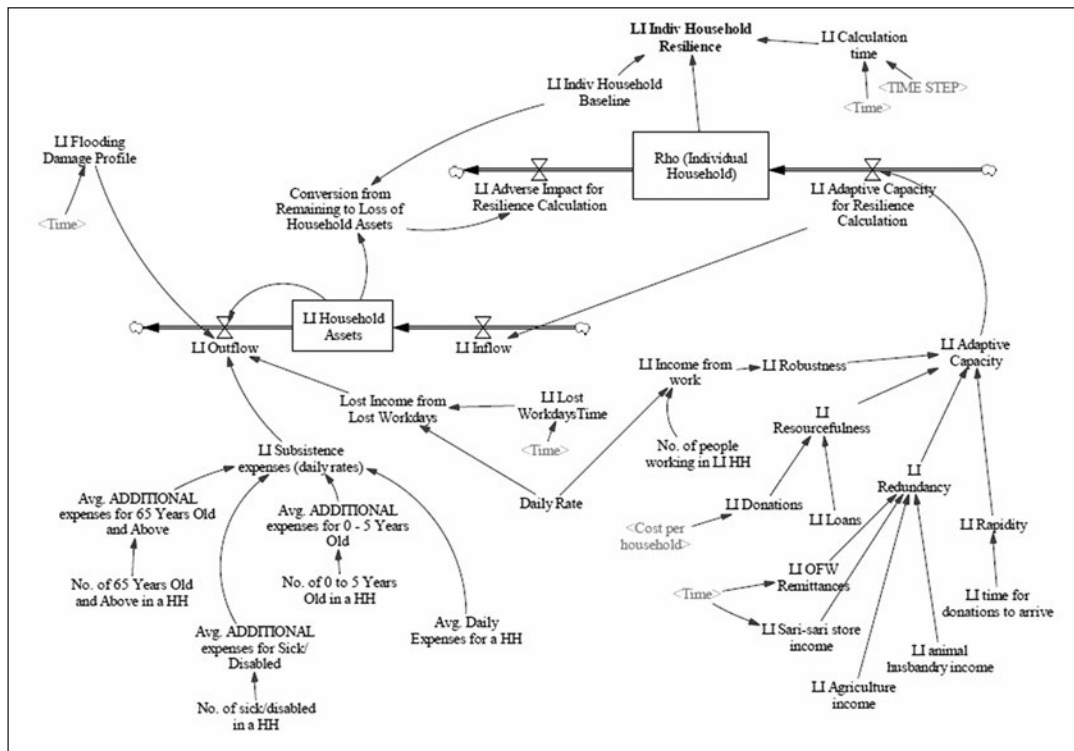 LI Indiv Household
Resilience
LI Calculation
time
<TIME STEP>
<Time>
LI Indiv Household
Baseline
LI Flooding
Damage Profile
<Time>
Rho (Individual
Household)
LI Adverse Impact for
Resilience Calculation
LI Adaptive Capacity
for Resilience
Calculation
Conversion from
Remaining to Loss of
Household Assets
LI Household
Assets
LI Outflow
LI Inflow
LI Adaptive
Capacity
LI Income from
work
LI Robustness
Lost Income from
Lost Workdays
LI Lost
WorkdaysTime
<Time>
No. of people
working in LI HH
LI
Resourcefulness
LI Subsistence
expenses (daily rates)
LI
Redundancy
Avg. ADDITIONAL
expenses for 65 Years Old
and Above
Avg. ADDITIONAL
expenses for 0 - 5 Years
Old
Daily Rate
LI Donations
LI Loans
LI Rapidity
<Cost per
household>
No. of 65 Years Old
and Above in a HH
No. of 0 to 5 Years
Old in a HH
LI OFW
Remittances
<Time>
LI time for
donations to arrive
Avg. ADDITIONAL
expenses for Sick/
Disabled
Avg. Daily
Expenses for a HH
LI Sari-sari store
income
LI animal
husbandry income
LI Agriculture
income
No. of sick/disabled
in a HH